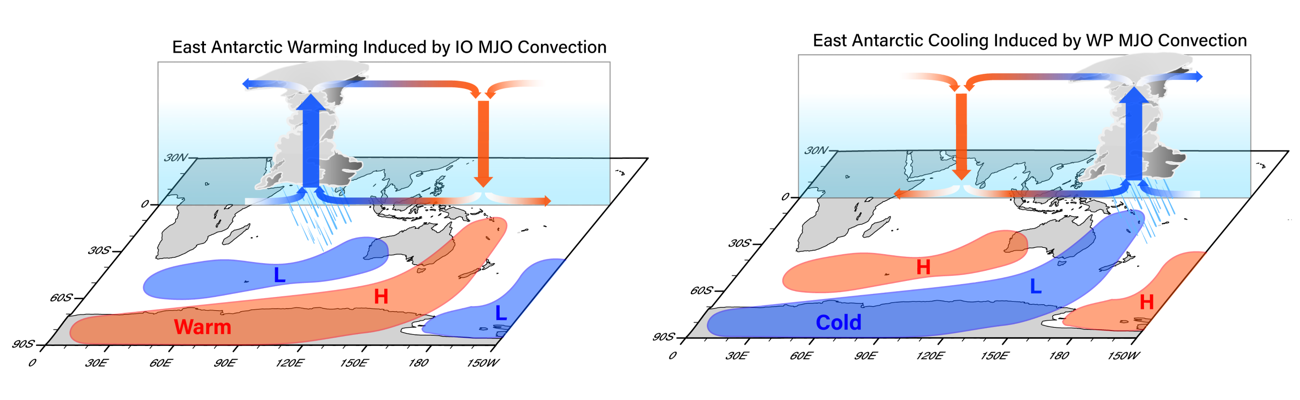 East Antarctic Warming Induced by IO MJO Convection
30N
0
30S
60S
90S
L
H
L
Warm
0
30E
60E
90E
120E
150E
180
150W
East Antarctic Cooling Induced by WP MJO Convection
30N
0
30S
60S
90S
H
L
H
Cold
0
30E
60E
90E
120E
150E
180
150W